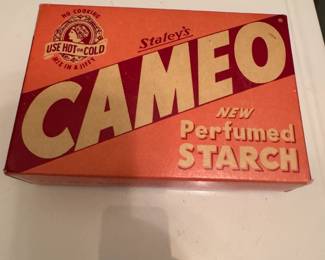 NO COOKING
USE HOT OR COLD
MIX IN A JIFFY
Staley's
CAMEO
NEW
Perfumed
STARCH